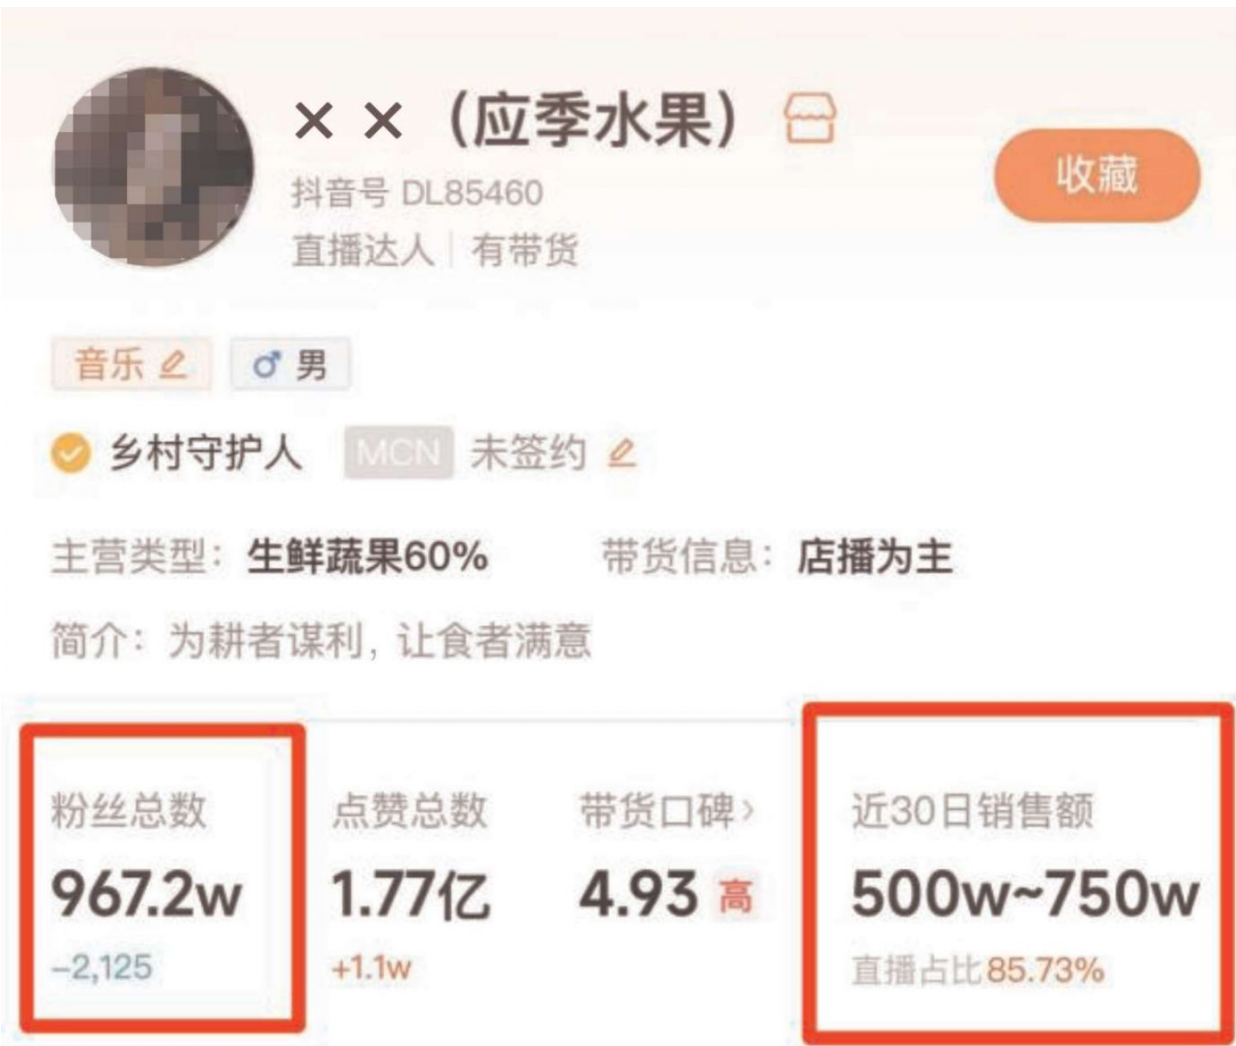 ××（应季水果）
收藏
抖音号 DL85460
直播达人 | 有带货
音乐 男
乡村守护人 MCN 未签约
主营类型：生鲜蔬果60% 带货信息：店播为主
简介：为耕者谋利，让食者满意
粉丝总数 点赞总数 带货口碑› 近30日销售额
967.2w 1.77亿 4.93 高 500w~750w
-2,125 +1.1w 直播占比85.73%